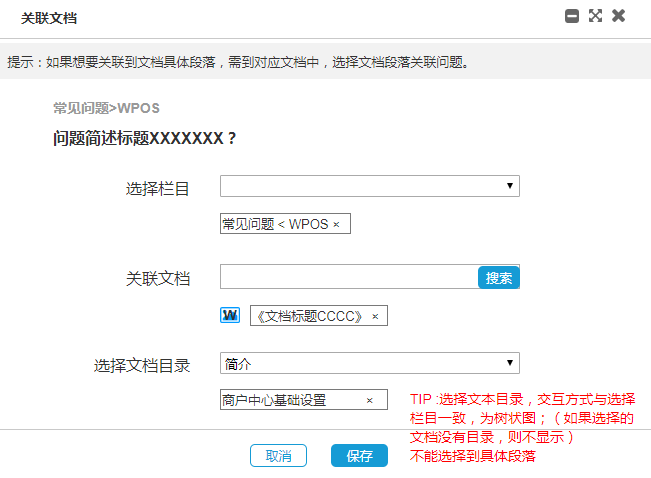 关联文档
提示：如果想要关联到文档具体段落，需到对应文档中，选择文档段落关联问题。
常见问题>WPOS
问题简述标题XXXXXXX？
选择栏目
常见问题 < WPOS ×
关联文档 搜索
W 《文档标题CCCC》 ×
选择文档目录 简介
商户中心基础设置 ×
TIP :选择文本目录，交互方式与选择
栏目一致，为树状图；（如果选择的
文档没有目录，则不显示）
不能选择到具体段落
取消 保存